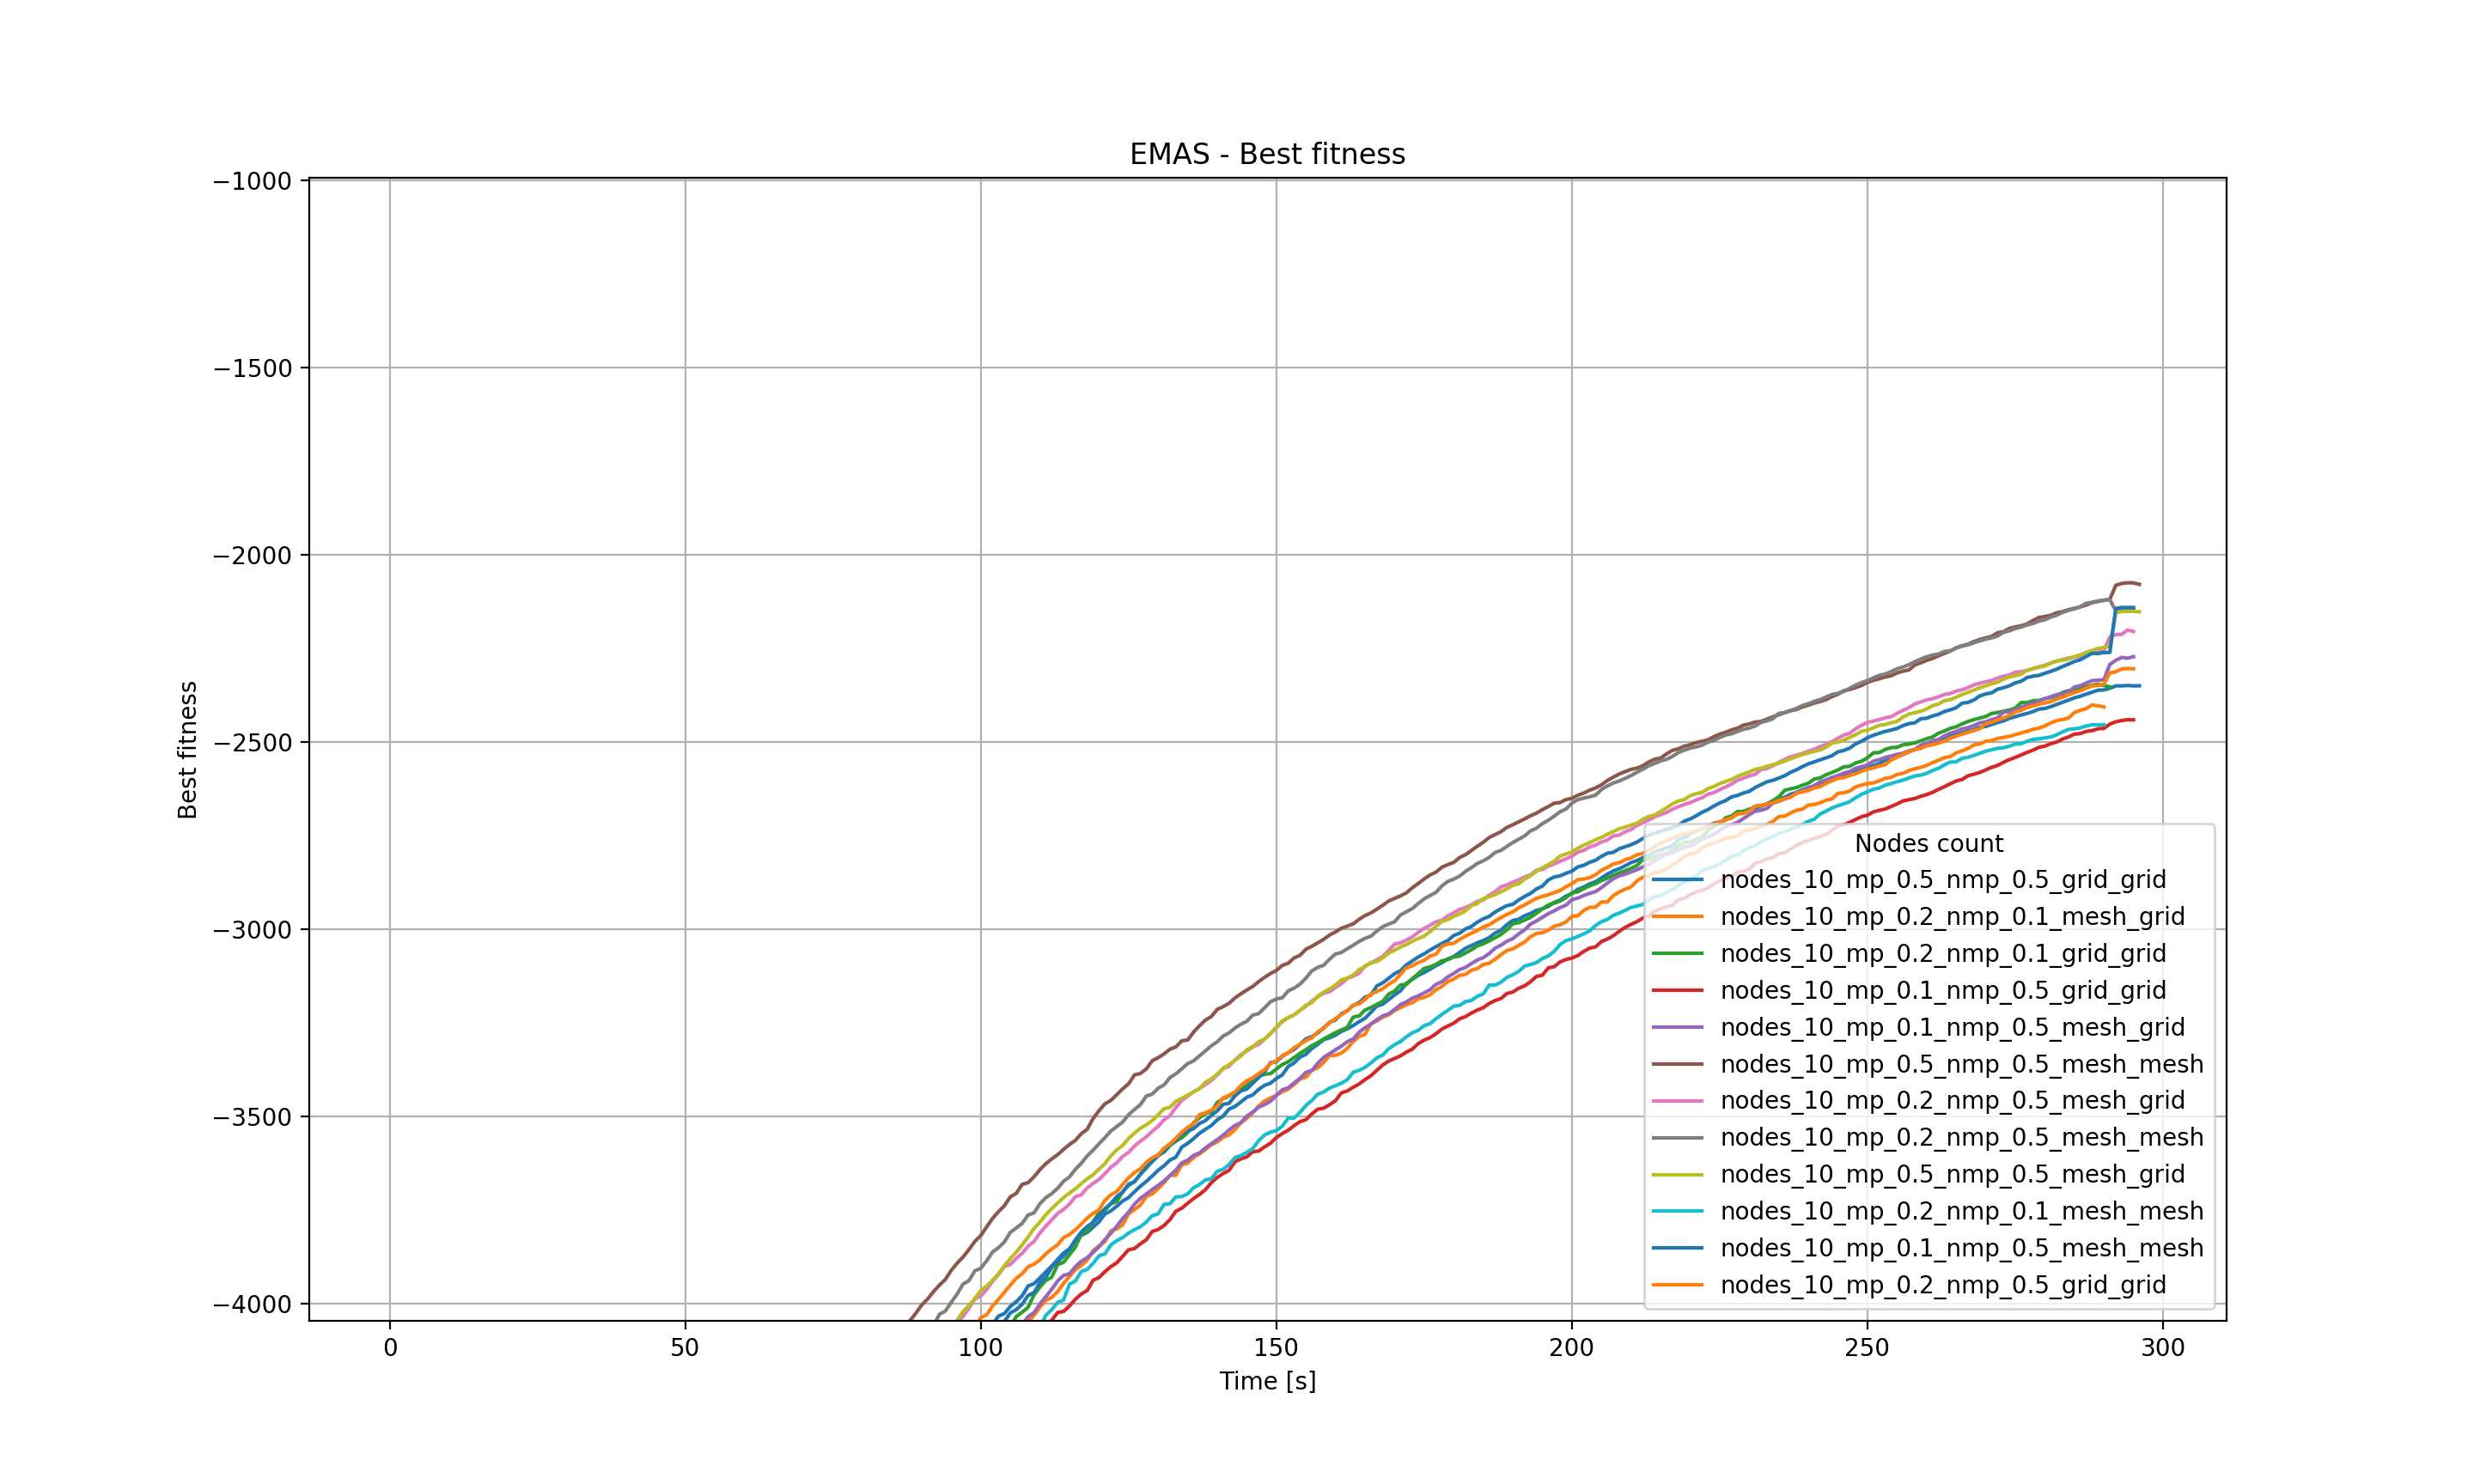 EMAS - Best fitness
Best fitness
−1000
−1500
−2000
−2500
−3000
−3500
−4000
Nodes count
nodes_10_mp_0.5_nmp_0.5_grid_grid
nodes_10_mp_0.2_nmp_0.1_mesh_grid
nodes_10_mp_0.2_nmp_0.1_grid_grid
nodes_10_mp_0.1_nmp_0.5_grid_grid
nodes_10_mp_0.1_nmp_0.5_mesh_grid
nodes_10_mp_0.5_nmp_0.5_mesh_mesh
nodes_10_mp_0.2_nmp_0.5_mesh_grid
nodes_10_mp_0.2_nmp_0.5_mesh_mesh
nodes_10_mp_0.5_nmp_0.5_mesh_grid
nodes_10_mp_0.2_nmp_0.1_mesh_mesh
nodes_10_mp_0.1_nmp_0.5_mesh_mesh
nodes_10_mp_0.2_nmp_0.5_grid_grid
0 50 100 150 200 250 300
Time [s]